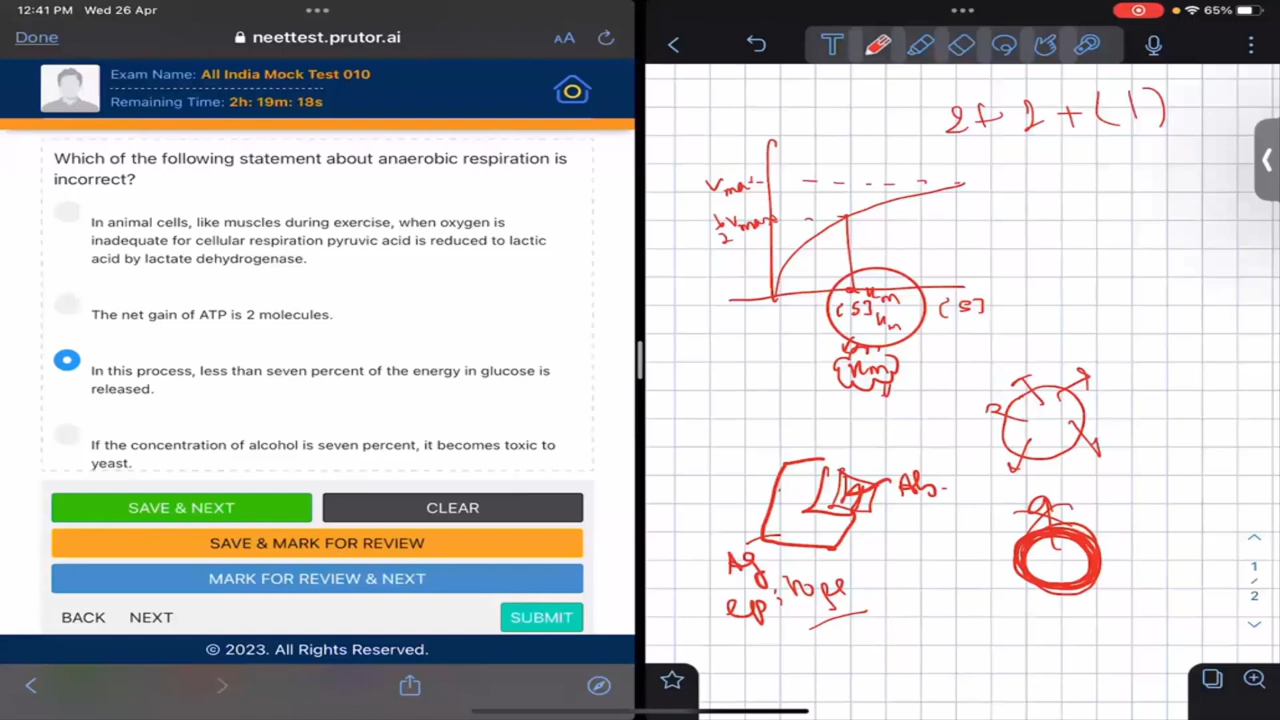 12:41 PM Wed 26 Apr
65%
Done
neettest.prutor.ai
AA
Exam Name: All India Mock Test 010
Remaining Time: 2h: 19m: 18s
Which of the following statement about anaerobic respiration is
incorrect?
In animal cells, like muscles during exercise, when oxygen is
inadequate for cellular respiration pyruvic acid is reduced to lactic
acid by lactate dehydrogenase.
The net gain of ATP is 2 molecules.
In this process, less than seven percent of the energy in glucose is
released.
If the concentration of alcohol is seven percent, it becomes toxic to
yeast.
SAVE & NEXT
CLEAR
SAVE & MARK FOR REVIEW
MARK FOR REVIEW & NEXT
BACK
NEXT
SUBMIT
© 2023. All Rights Reserved.
T
2+ 2 + (1)
Vmax
1/2 Vmax
Km
[S]
[S]
Km
Ab.
Ag
ep:
1
/
2